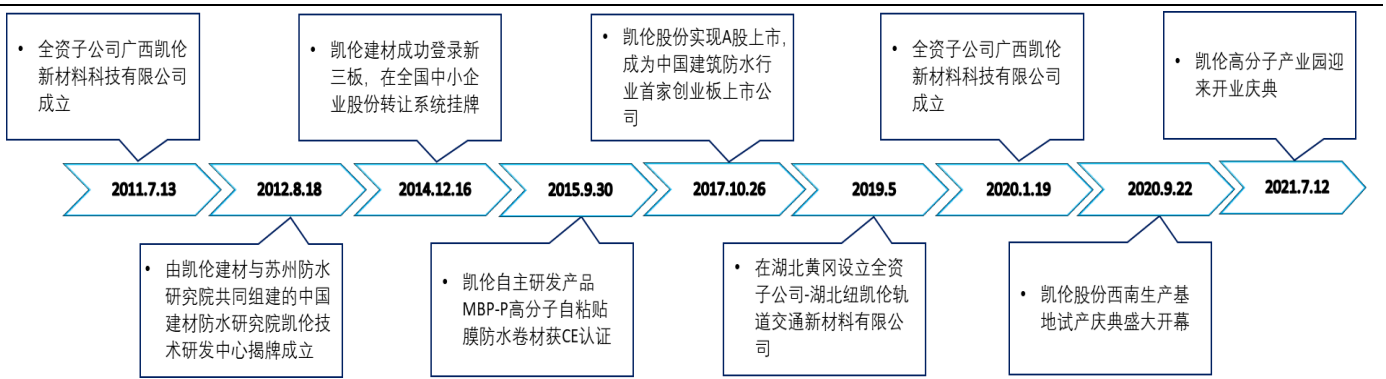 • 全资子公司广西凯伦
新材料科技有限公司
成立
• 凯伦建材成功登录新
三板，在全国中小企
业股份转让系统挂牌
• 凯伦股份实现A股上市，
成为中国建筑防水行
业首家创业板上市公
司
• 全资子公司广西凯伦
新材料科技有限公司
成立
• 凯伦高分子产业园迎
来开业庆典
2011.7.13
2012.8.18
2014.12.16
2015.9.30
2017.10.26
2019.5
2020.1.19
2020.9.22
2021.7.12
• 由凯伦建材与苏州防水
研究院共同组建的中国
建材防水研究院凯伦技
术研发中心揭牌成立
• 凯伦自主研发产品
MBP-P高分子自粘贴
膜防水卷材获CE认证
• 在湖北黄冈设立全资
子公司-湖北纽凯伦轨
道交通新材料有限公
司
• 凯伦股份西南生产基
地试产庆典盛大开幕